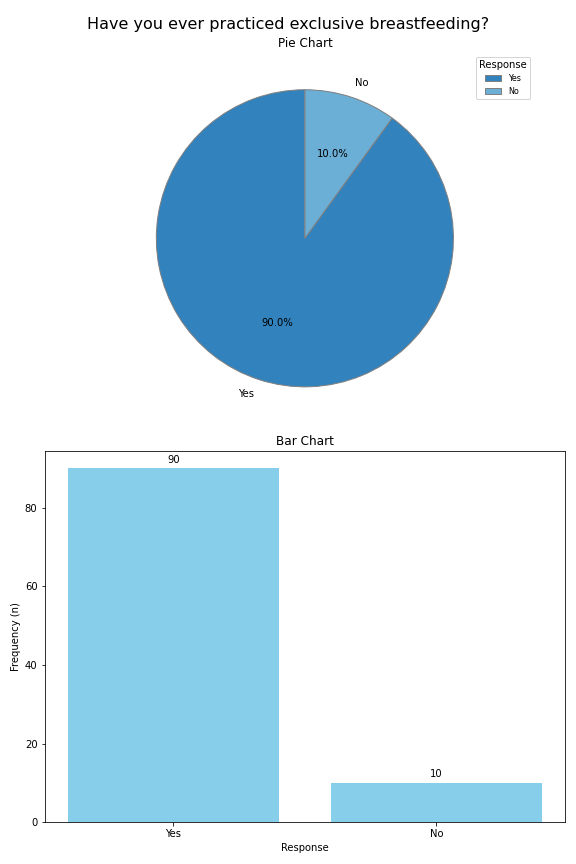 Have you ever practiced exclusive breastfeeding?
Pie Chart
Response
Yes
No
No
10.0%
90.0%
Yes
Bar Chart
90
10
80
60
40
20
0
Frequency (n)
Yes No
Response